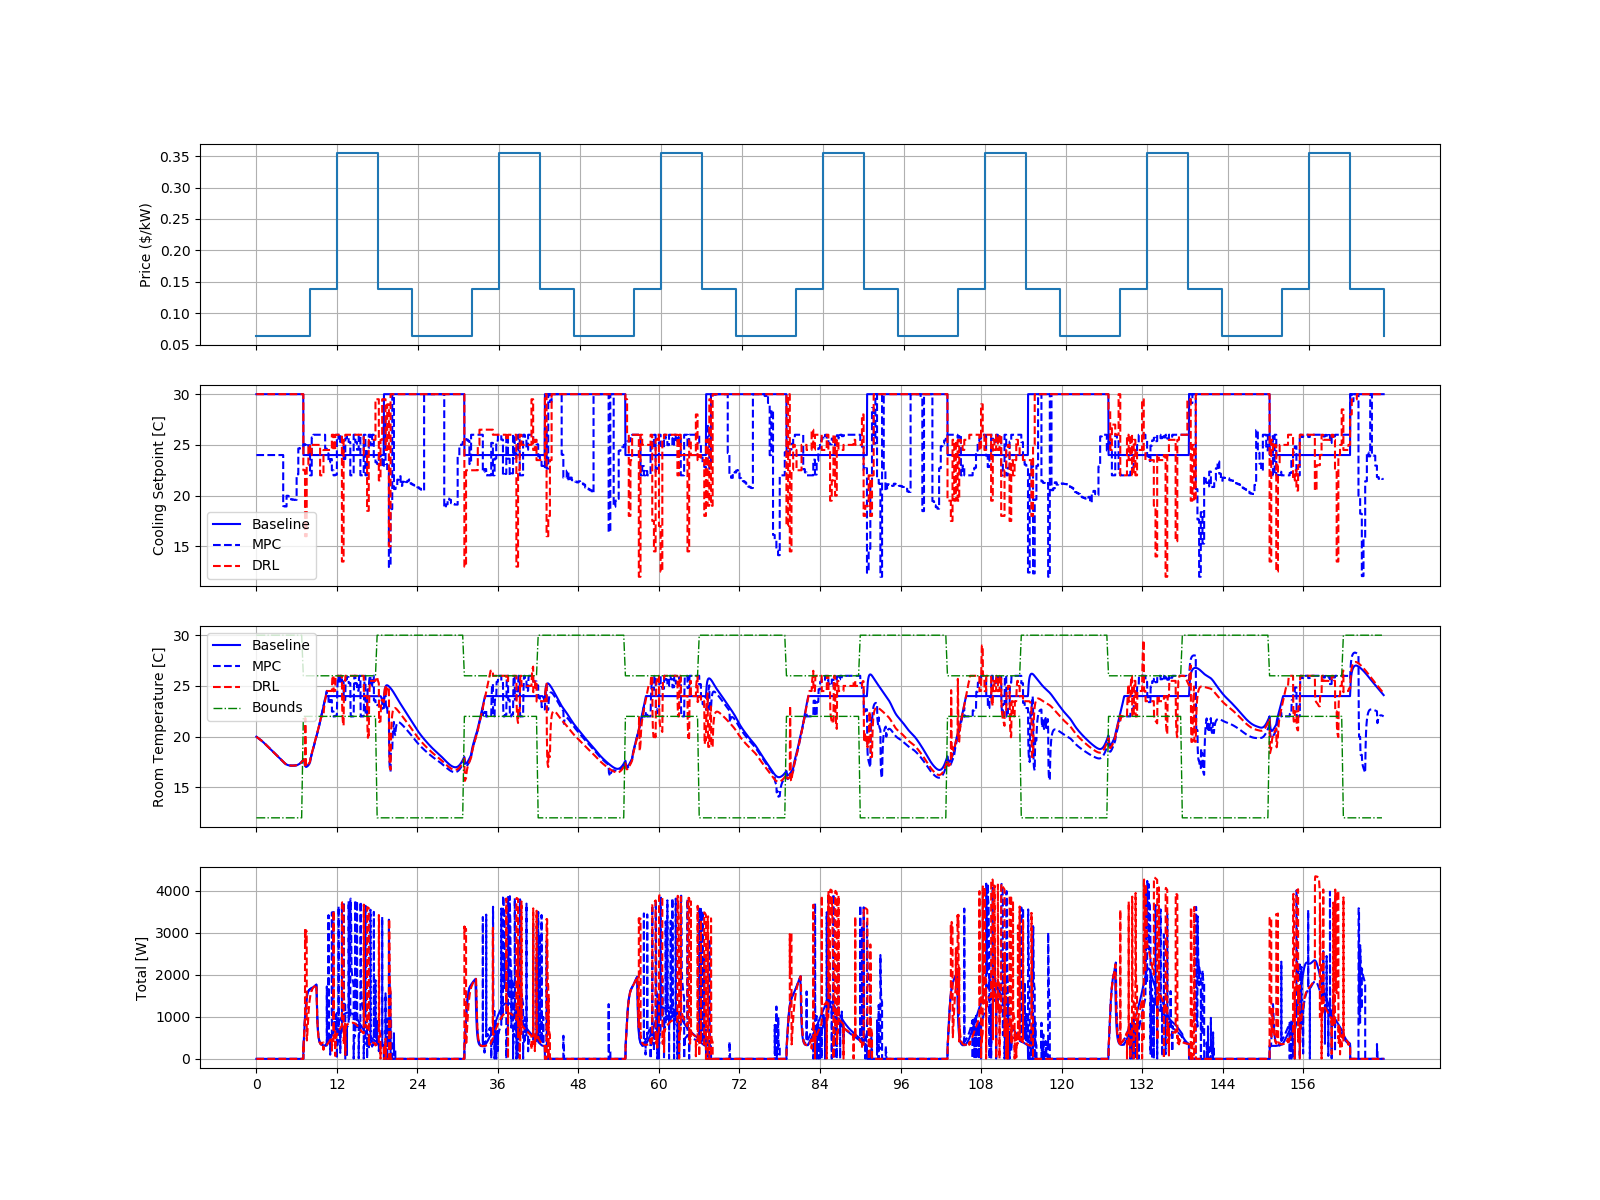 0.35
0.30
0.25
0.20
0.15
0.10
0.05
Price ($/kW)
30
25
20
15
Cooling Setpoint [C]
Baseline
MPC
DRL
30
25
20
15
Room Temperature [C]
Baseline
MPC
DRL
Bounds
4000
3000
2000
1000
0
Total [W]
0 12 24 36 48 60 72 84 96 108 120 132 144 156